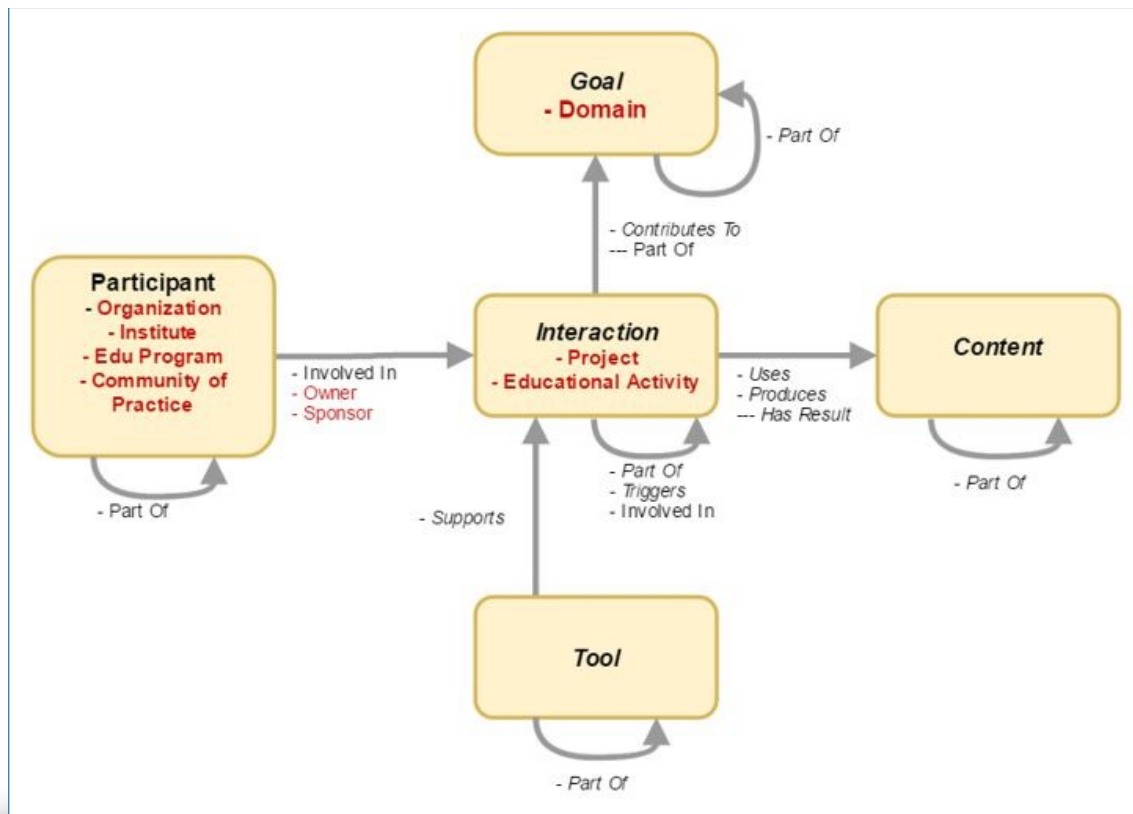 Goal
- Domain
- Part Of
- Contributes To
--- Part Of
Participant
- Organization
- Institute
- Edu Program
- Community of
Practice
- Involved In
- Owner
- Sponsor
- Part Of
Interaction
- Project
- Educational Activity
- Uses
- Produces
--- Has Result
Content
- Part Of
- Part Of
- Triggers
- Involved In
- Supports
Tool
- Part Of